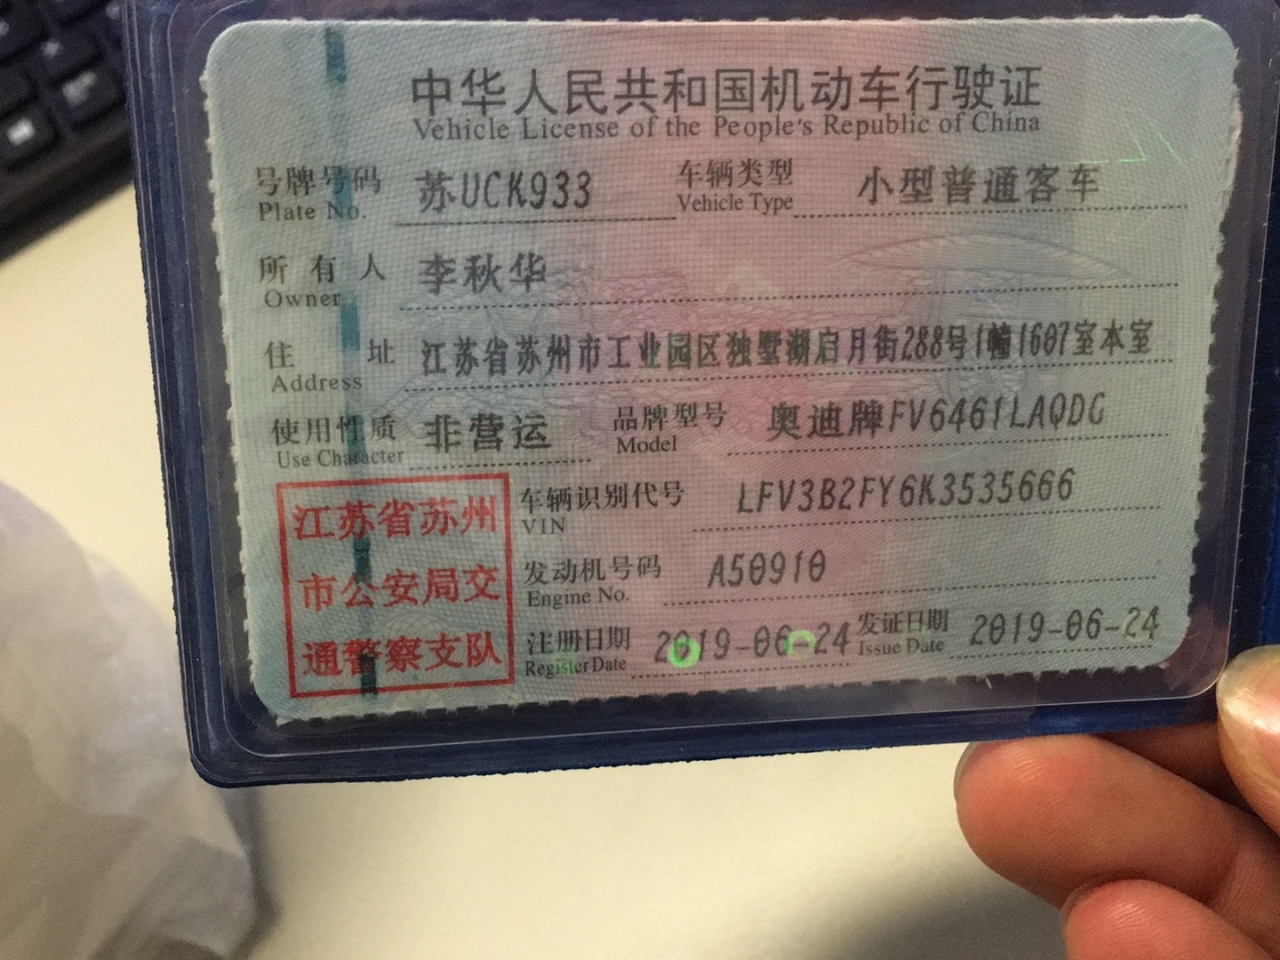 中华人民共和国机动车行驶证
Vehicle License of the People's Republic of China
号牌号码 苏UCK933 车辆类型 小型普通客车
Plate No. Vehicle Type
所有人 李秋华
Owner
住址 江苏省苏州市工业园区独墅湖启月街288号1幢1607室本室
Address
使用性质 非营运 品牌型号 奥迪牌FV6461LAQDG
Use Character Model
江苏省苏州
市公安局交
通警察支队
车辆识别代号 LFV3B2FY6K3535666
VIN
发动机号码 A50910
Engine No.
注册日期 2019-06-24 发证日期 2019-06-24
Register Date Issue Date